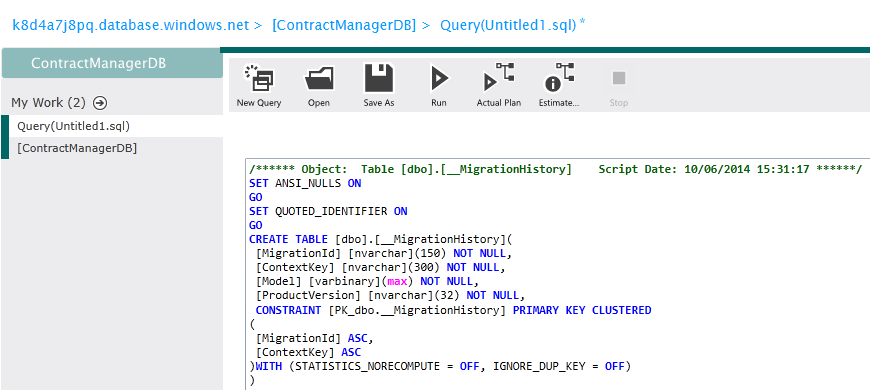 k8d4a7j8pq.database.windows.net > [ContractManagerDB] > Query(Untitled1.sql) *
ContractManagerDB
My Work (2)
Query(Untitled1.sql)
[ContractManagerDB]
New Query Open Save As Run Actual Plan Estimate... Stop
/****** Object:  Table [dbo].[__MigrationHistory]    Script Date: 10/06/2014 15:31:17 ******/
SET ANSI_NULLS ON
GO
SET QUOTED_IDENTIFIER ON
GO
CREATE TABLE [dbo].[__MigrationHistory](
[MigrationId] [nvarchar](150) NOT NULL,
[ContextKey] [nvarchar](300) NOT NULL,
[Model] [varbinary](max) NOT NULL,
[ProductVersion] [nvarchar](32) NOT NULL,
CONSTRAINT [PK_dbo.__MigrationHistory] PRIMARY KEY CLUSTERED
(
[MigrationId] ASC,
[ContextKey] ASC
)WITH (STATISTICS_NORECOMPUTE = OFF, IGNORE_DUP_KEY = OFF)
)